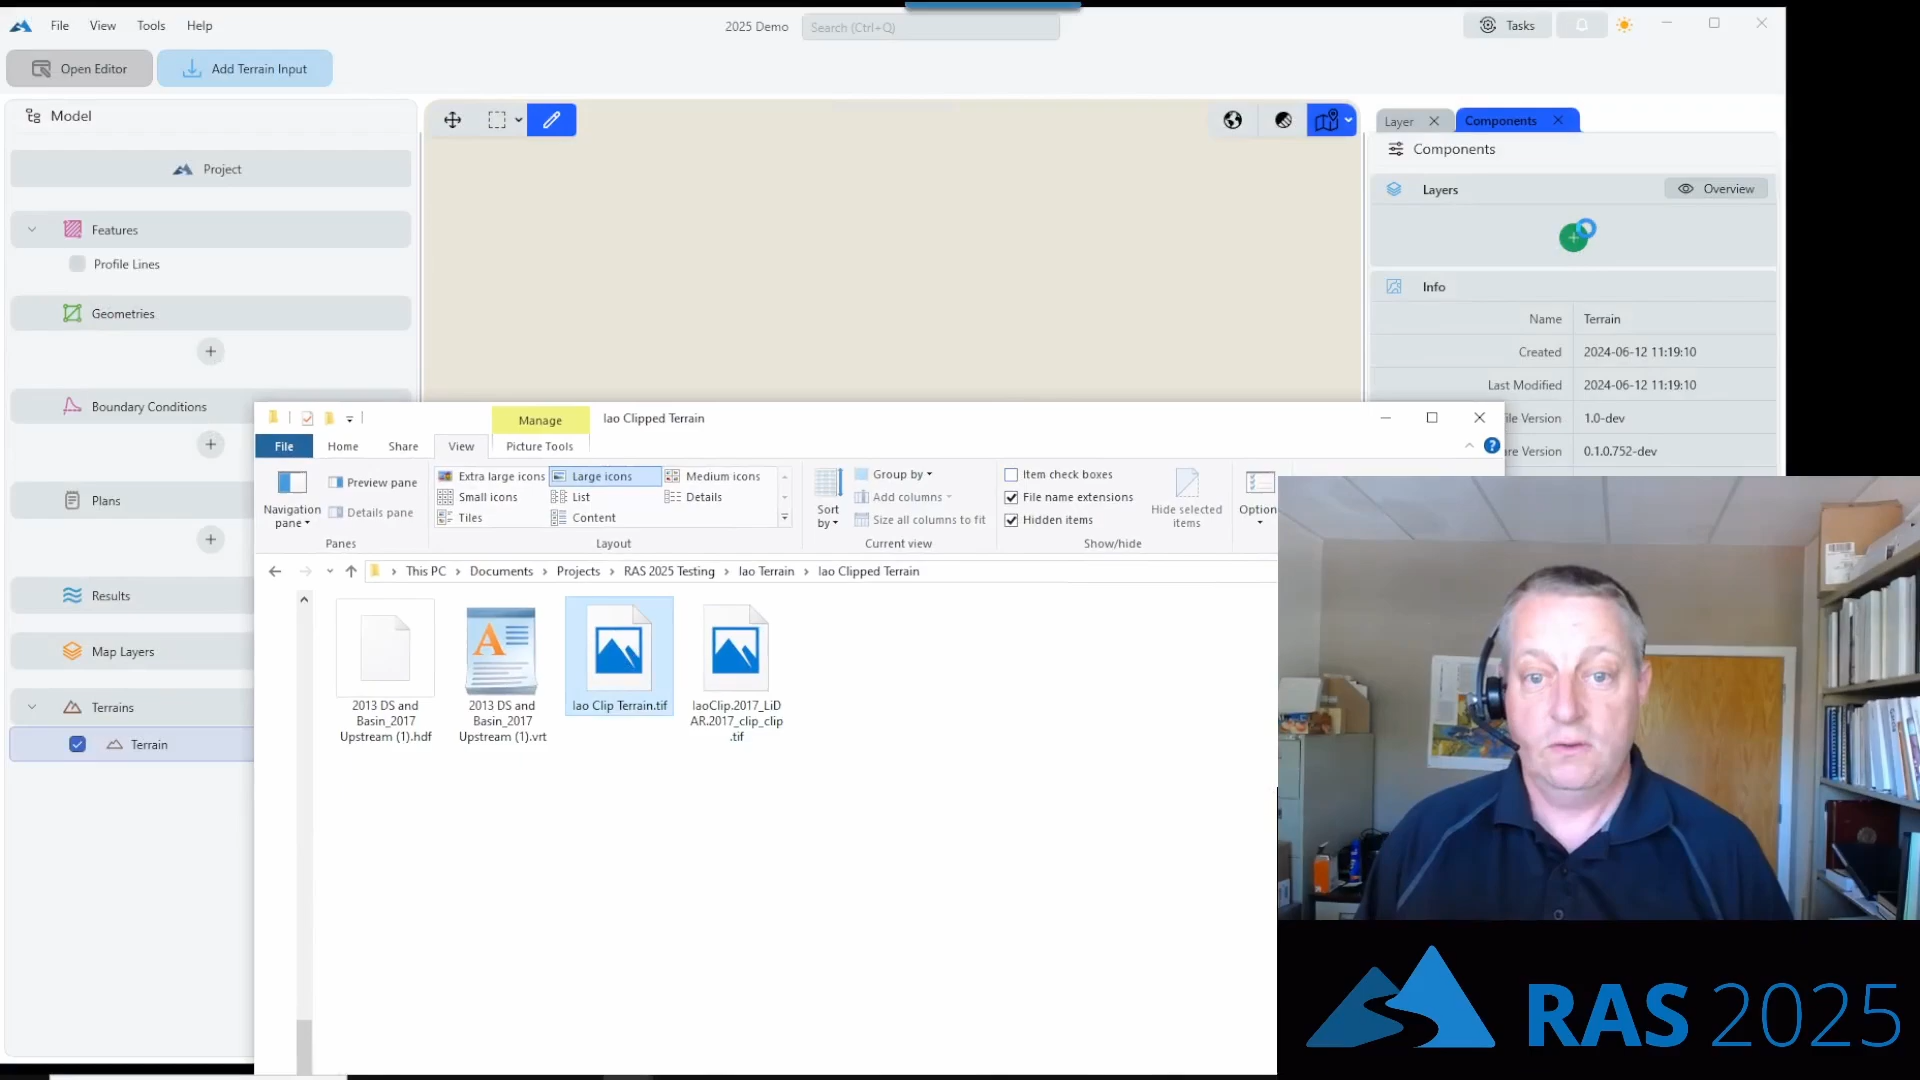 File View Tools Help
2025 Demo
Search (Ctrl+Q)
Tasks
Open Editor
Add Terrain Input
Model
Project
Features
Profile Lines
Geometries
Boundary Conditions
Plans
Results
Map Layers
Terrains
Terrain
Layer
Components
Components
Layers
Overview
Info
Name Terrain
Created 2024-06-12 11:19:10
Last Modified 2024-06-12 11:19:10
ile Version 1.0-dev
are Version 0.1.0.752-dev
Manage
Iao Clipped Terrain
File Home Share View Picture Tools
Navigation
pane
Preview pane
Details pane
Panes
Extra large icons Large icons Medium icons
Small icons List Details
Tiles Content
Layout
Sort
by
Group by
Add columns
Size all columns to fit
Current view
Item check boxes
File name extensions
Hidden items
Hide selected
items
Show/hide
Option
This PC > Documents > Projects > RAS 2025 Testing > Iao Terrain > Iao Clipped Terrain
2013 DS and
Basin_2017
Upstream (1).hdf
2013 DS and
Basin_2017
Upstream (1).vrt
Iao Clip Terrain.tif
IaoClip.2017_LiD
AR.2017_clip_clip
.tif
RAS 2025